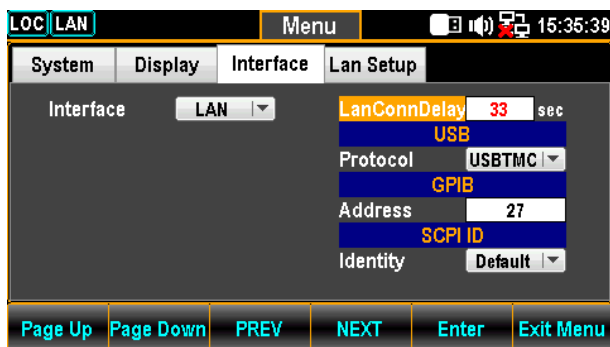 LOC LAN Menu 15:35:39
System Display Interface Lan Setup
Interface LAN LanConnDelay 33 sec
USB
Protocol USBTMC
GPIB
Address 27
SCPI ID
Identity Default
Page Up Page Down PREV NEXT Enter Exit Menu